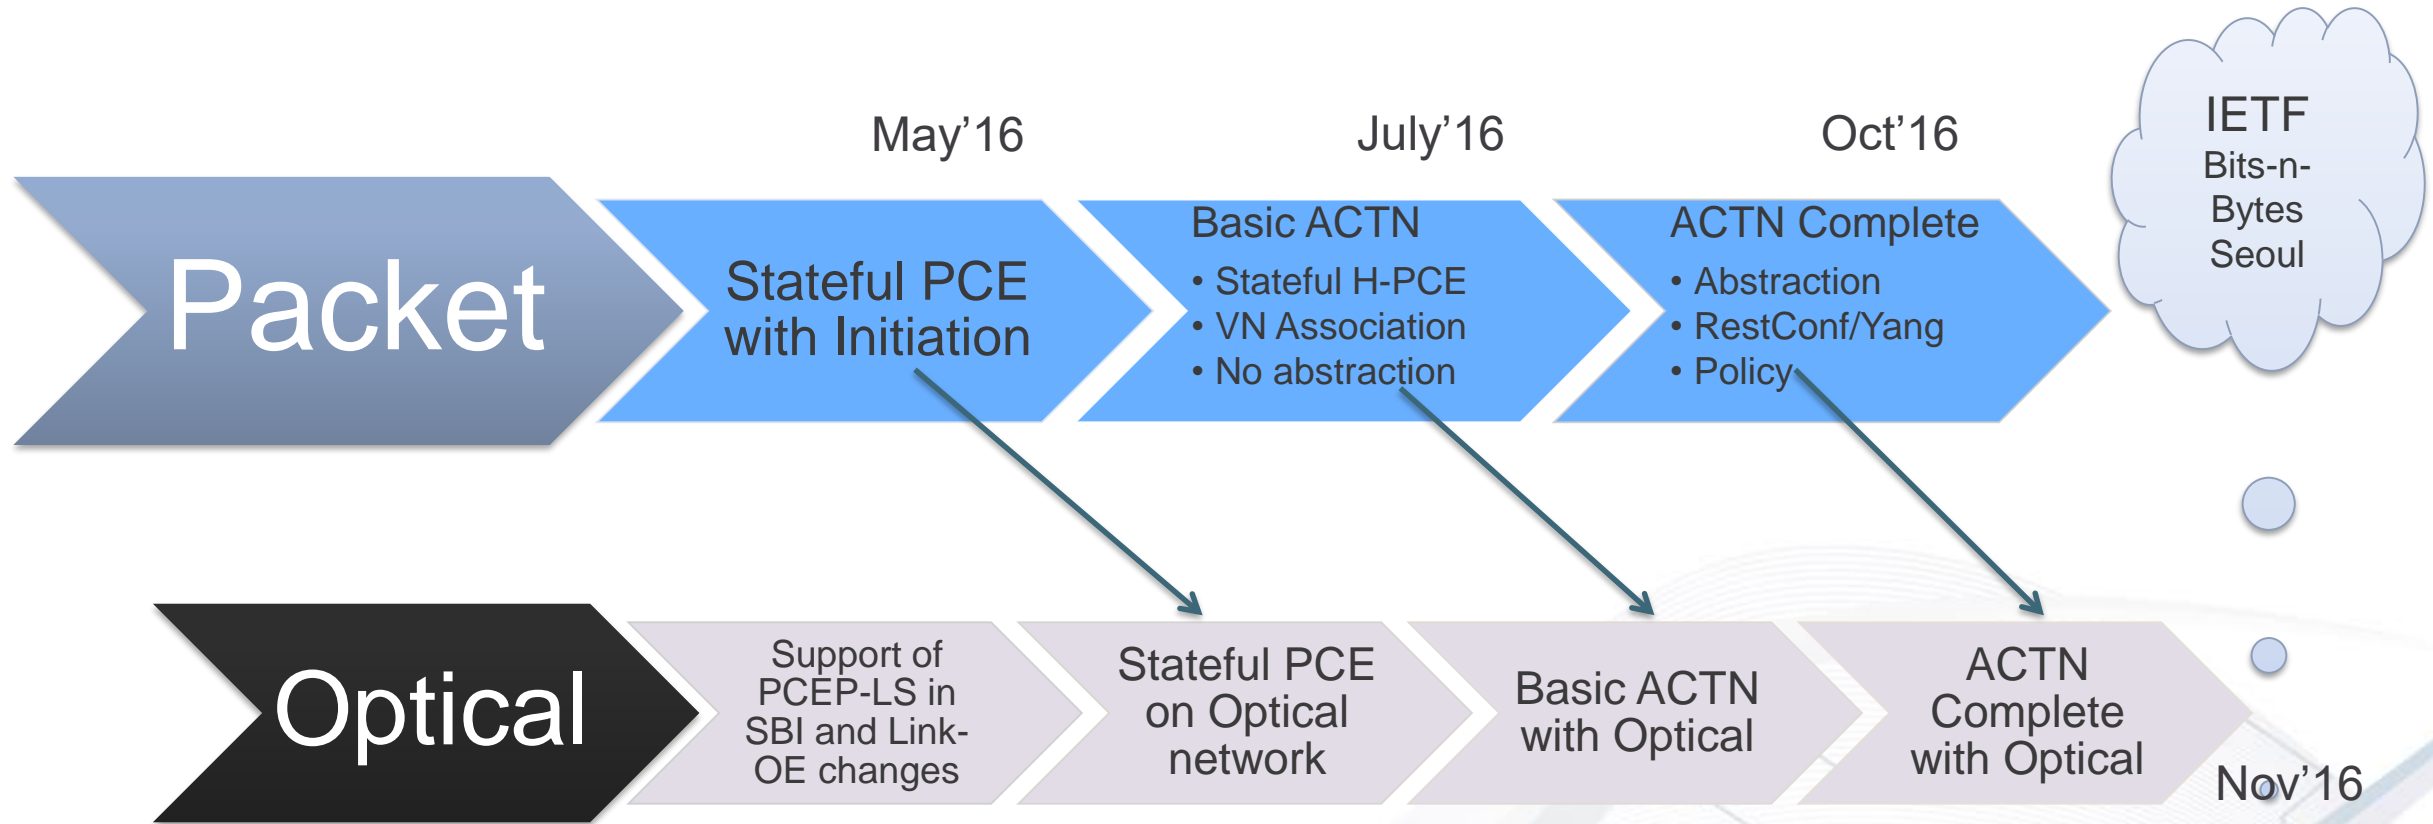 May’16
July’16
Oct’16
IETF
Bits-n-
Bytes
Seoul
Packet
Stateful PCE
with Initiation
Basic ACTN
• Stateful H-PCE
• VN Association
• No abstraction
ACTN Complete
• Abstraction
• RestConf/Yang
• Policy
Optical
Support of
PCEP-LS in
SBI and Link-
OE changes
Stateful PCE
on Optical
network
Basic ACTN
with Optical
ACTN
Complete
with Optical
Nov’16